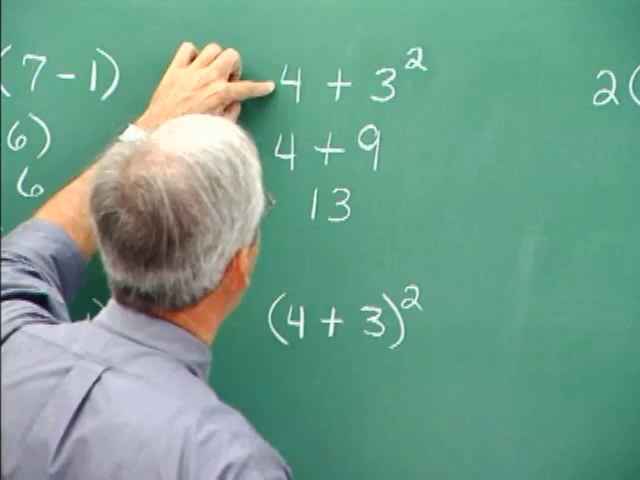 (7 - 1)
6)
6
4 + 3²
4 + 9
13
(4 + 3)²
2(